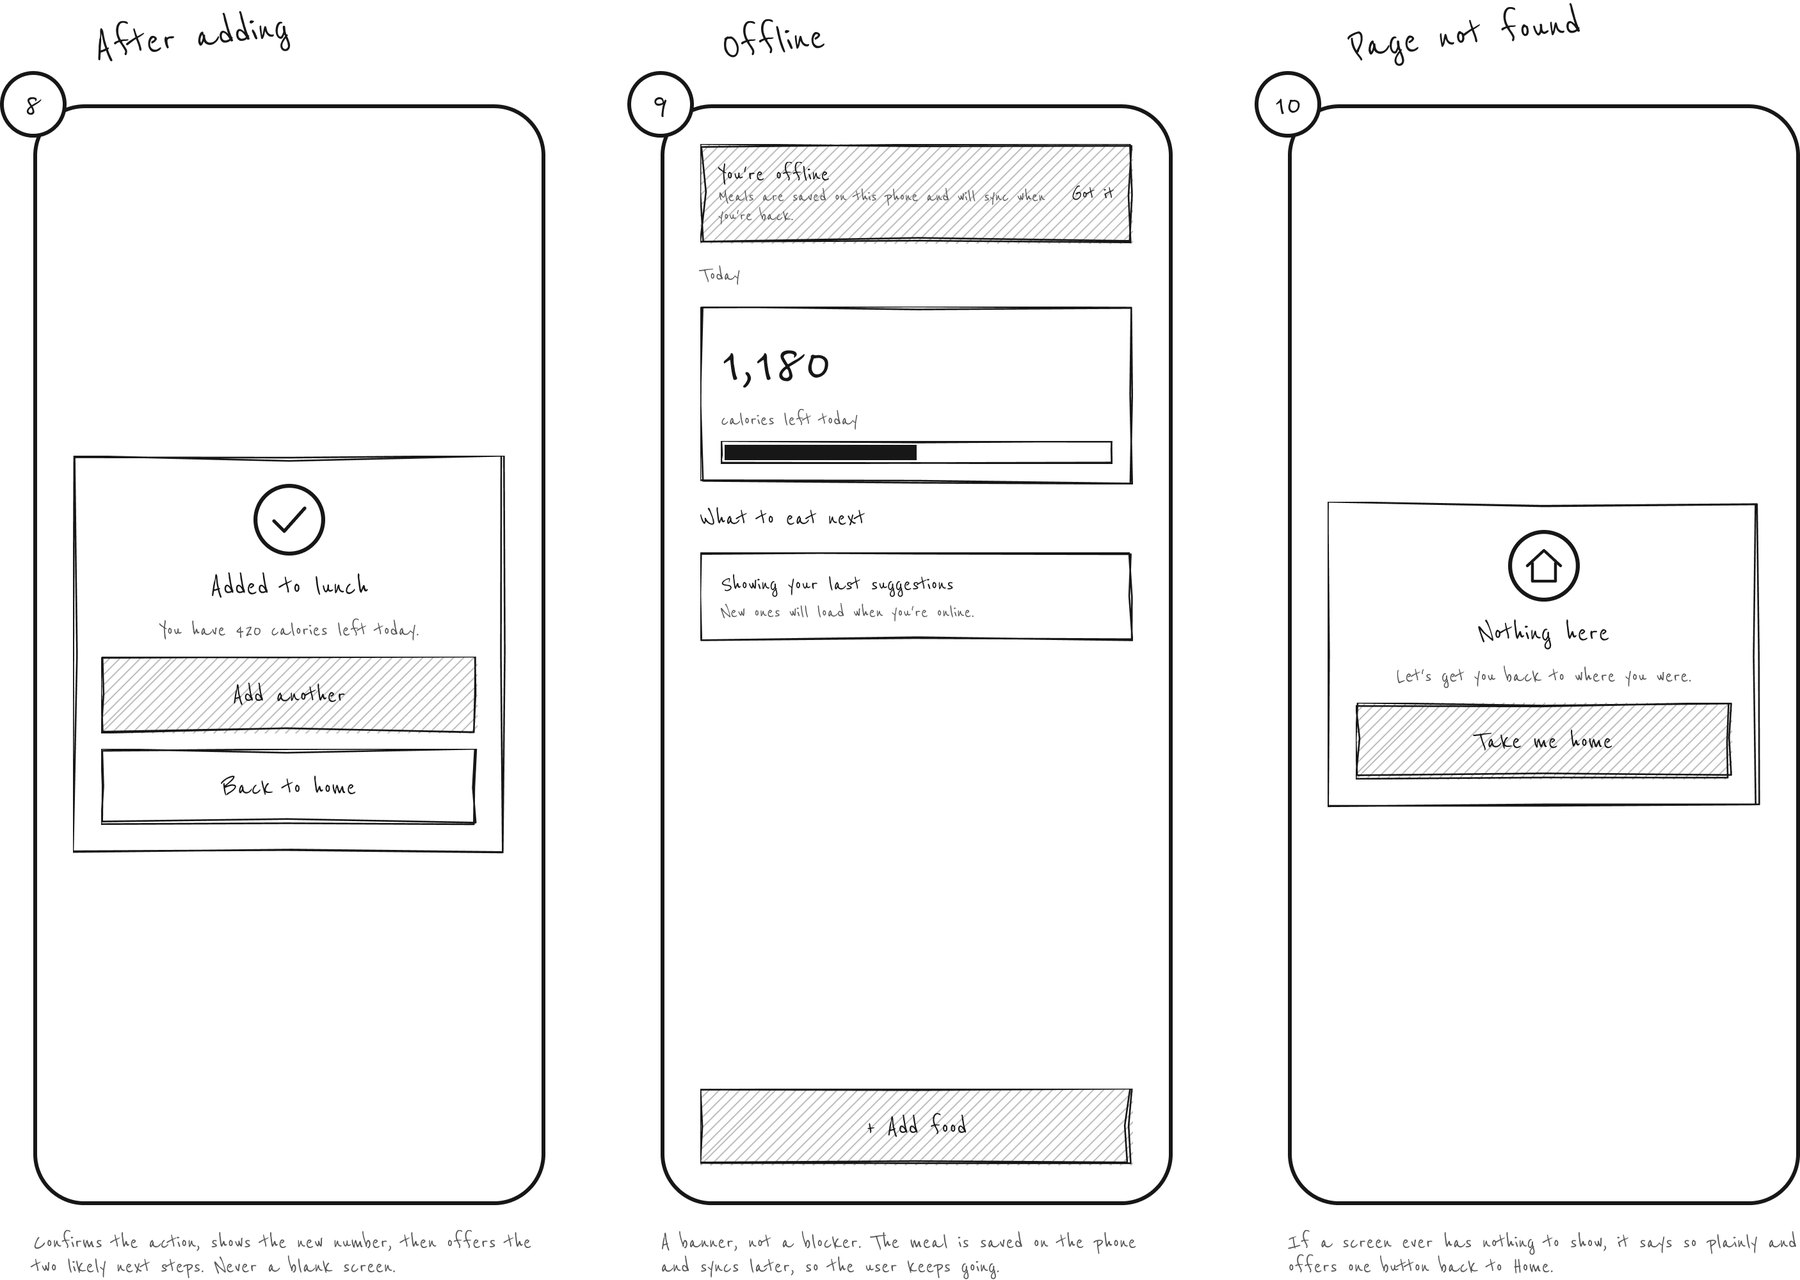 After adding
8
Added to lunch
You have 420 calories left today.
Add another
Back to home
Confirms the action, shows the new number, then offers the
two likely next steps. Never a blank screen.
Offline
9
You're offline
Meals are saved on this phone and will sync when
you're back.
Got it
Today
1,180
calories left today
What to eat next
Showing your last suggestions
New ones will load when you're online.
+ Add food
A banner, not a blocker. The meal is saved on the phone
and syncs later, so the user keeps going.
Page not found
10
Nothing here
Let's get you back to where you were.
Take me home
If a screen ever has nothing to show, it says so plainly and
offers one button back to Home.